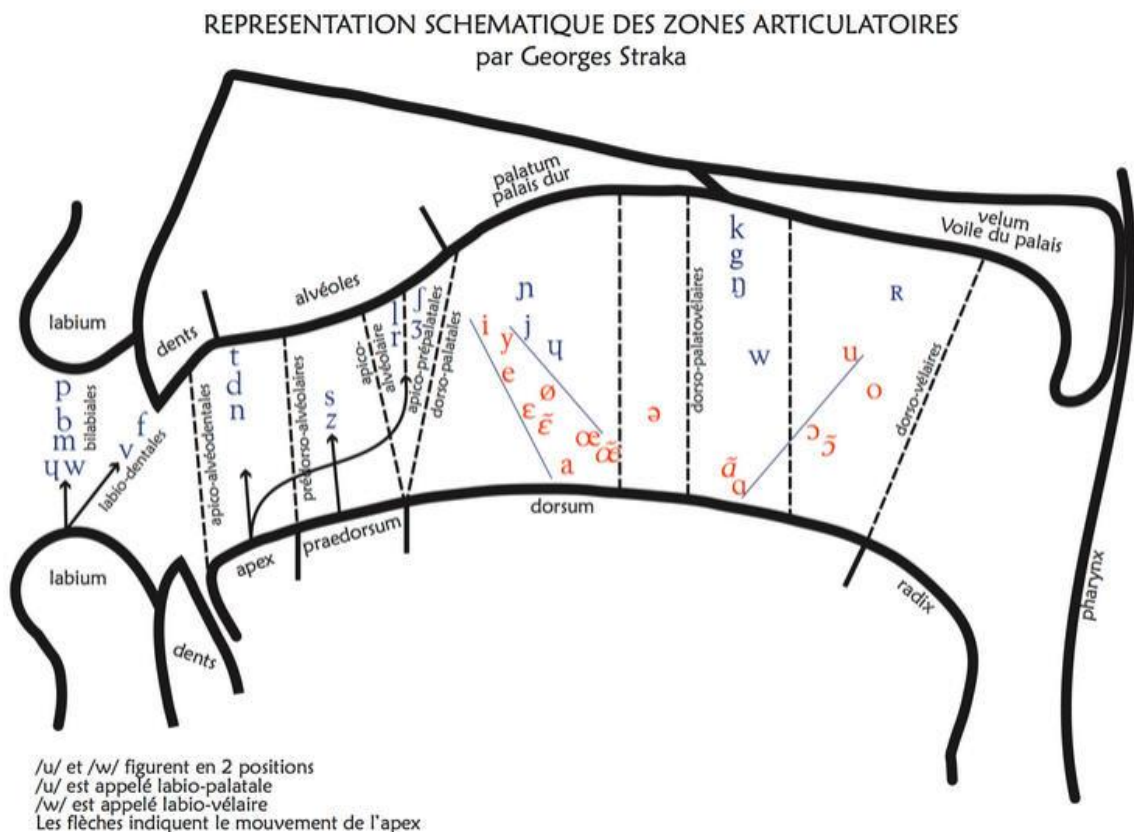 REPRESENTATION SCHEMATIQUE DES ZONES ARTICULATOIRES
par Georges Straka
labium
dents
alvéoles
palatum
palais dur
velum
Voile du palais
p
b
m
ɥ w
bilabiales
f
v
labio-dentales
apico-alvéodentales
t
d
n
prédorso-alvéolaires
s
z
apico-
alvéolaire
l
r
ʃ
ʒ
apico-prépalatales
dorso-palatales
ɲ
i
j
y
ɥ
e
ø
ɛ
ɛ̃
œ
œ̃
a
ə
dorso-palatovélaires
k
g
ŋ
w
ʀ
u
o
ɔ
ɔ̃
ɑ̃
ɑ
dorso-vélaires
labium
dents
apex
praedorsum
dorsum
radix
pharynx
/u/ et /w/ figurent en 2 positions
/u/ est appelé labio-palatale
/w/ est appelé labio-vélaire
Les flèches indiquent le mouvement de l'apex